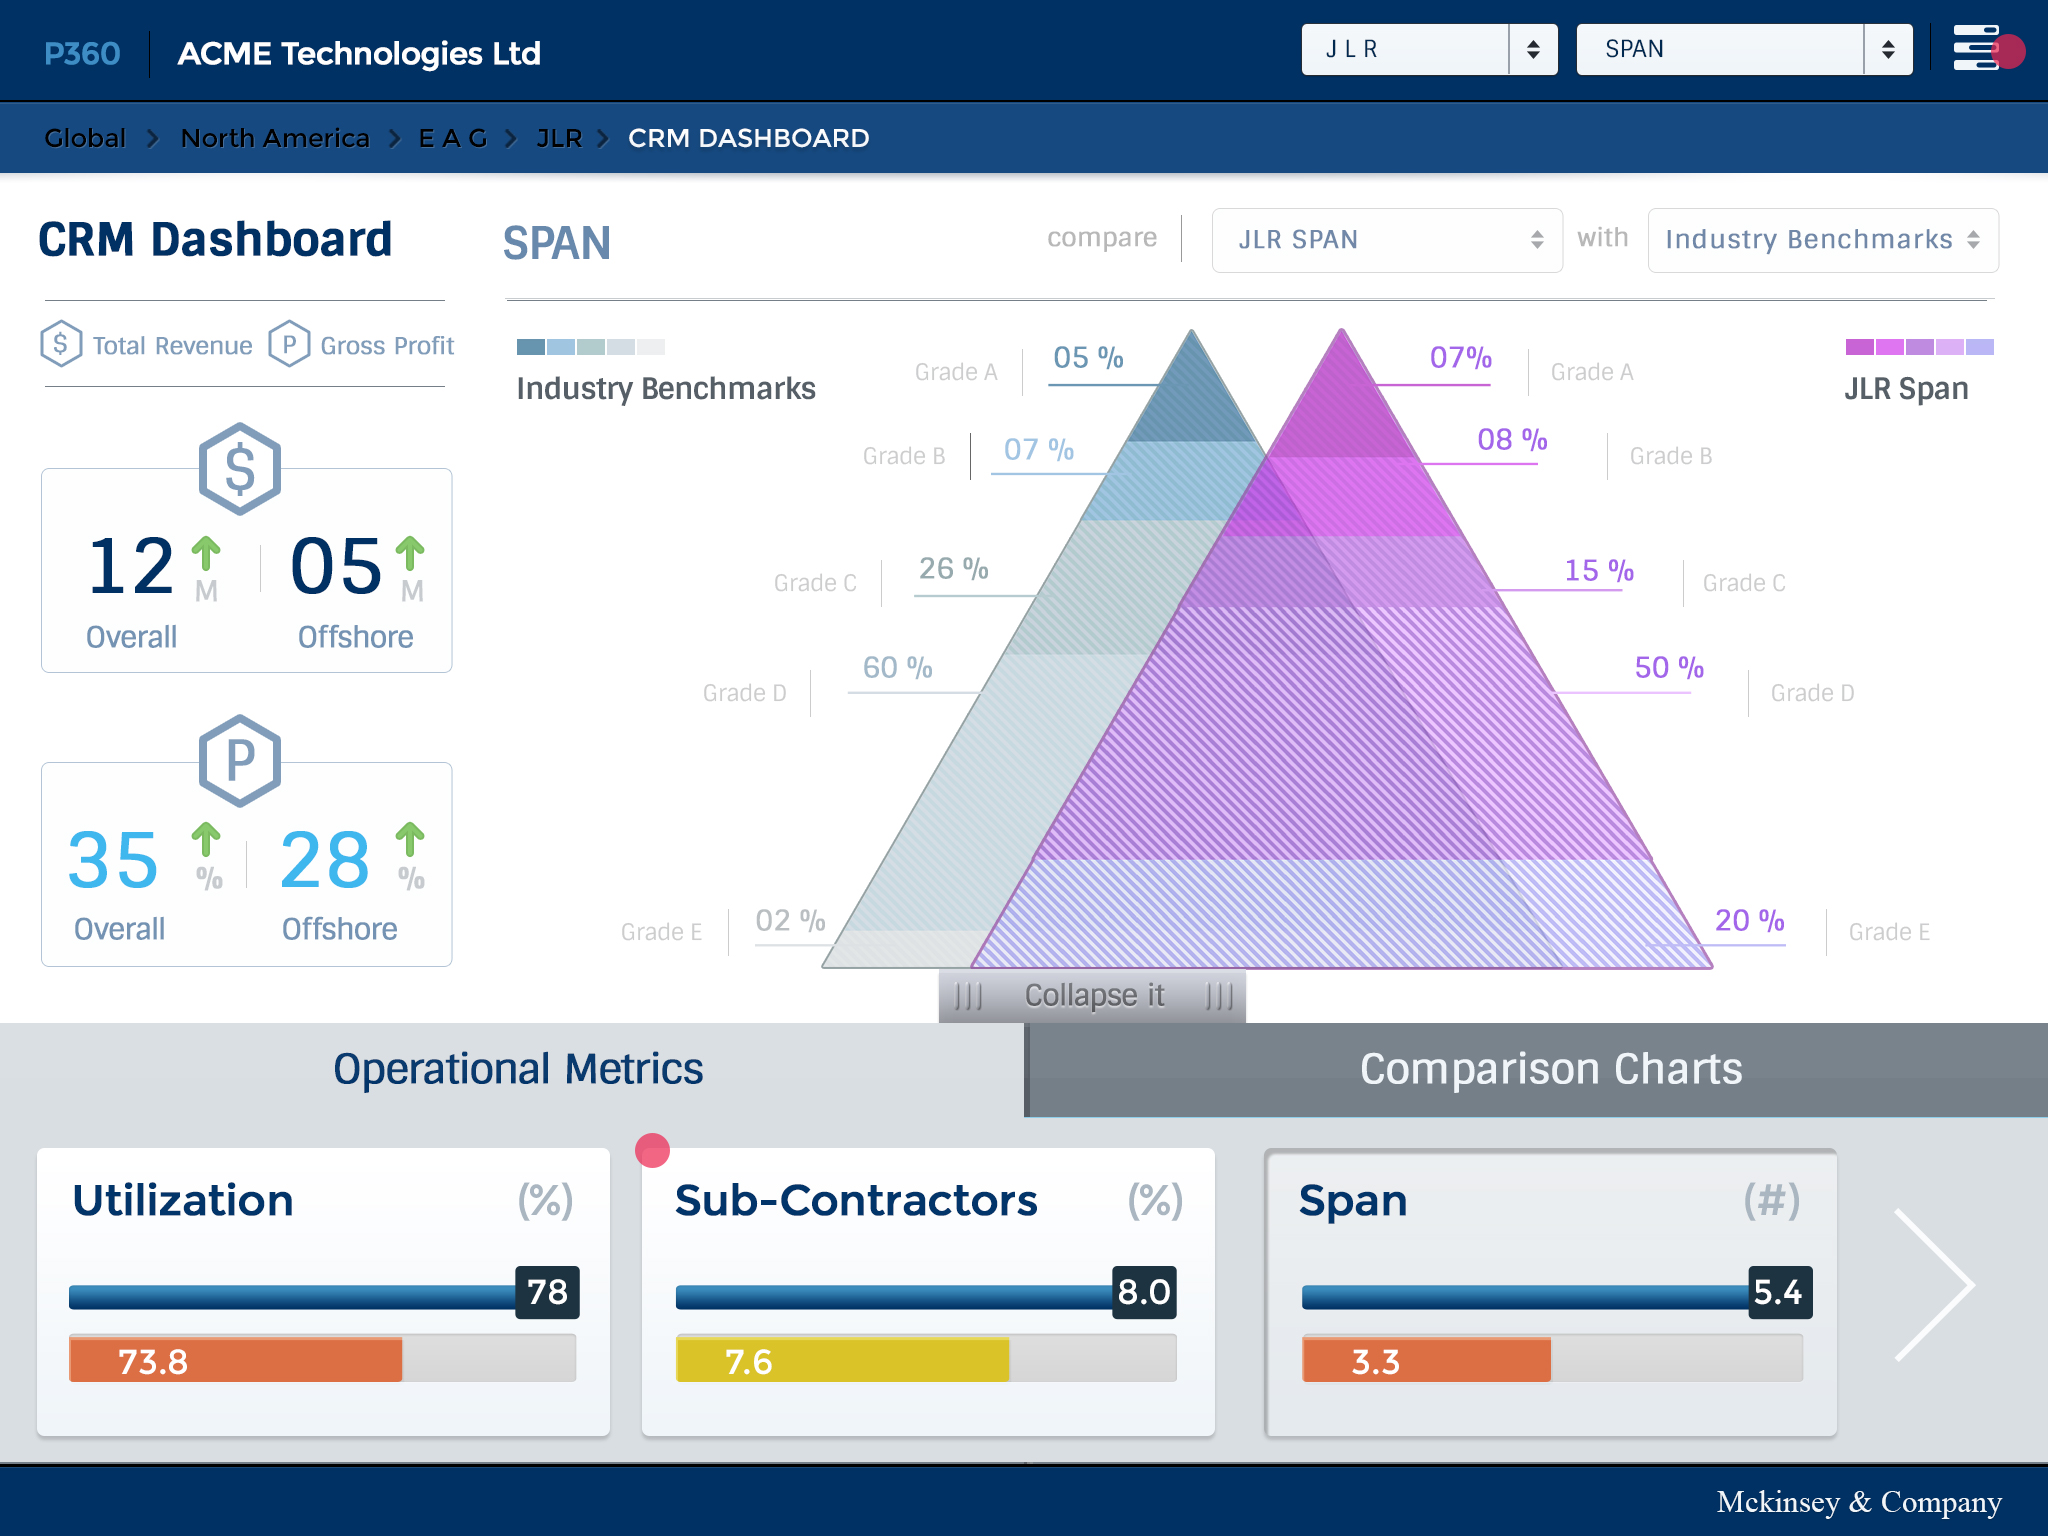 P360
ACME Technologies Ltd
J L R
SPAN
Global
North America
E A G
JLR
CRM DASHBOARD
CRM Dashboard
SPAN
compare
JLR SPAN
with
Industry Benchmarks
$ Total Revenue
P Gross Profit
Industry Benchmarks
JLR Span
Grade A
05 %
07%
Grade A
Grade B
07 %
08 %
Grade B
Grade C
26 %
15 %
Grade C
Grade D
60 %
50 %
Grade D
Grade E
02 %
20 %
Grade E
$
12 M
Overall
05 M
Offshore
P
35 %
Overall
28 %
Offshore
Collapse it
Operational Metrics
Comparison Charts
Utilization (%)
78
73.8
Sub-Contractors (%)
8.0
7.6
Span (#)
5.4
3.3
Mckinsey & Company